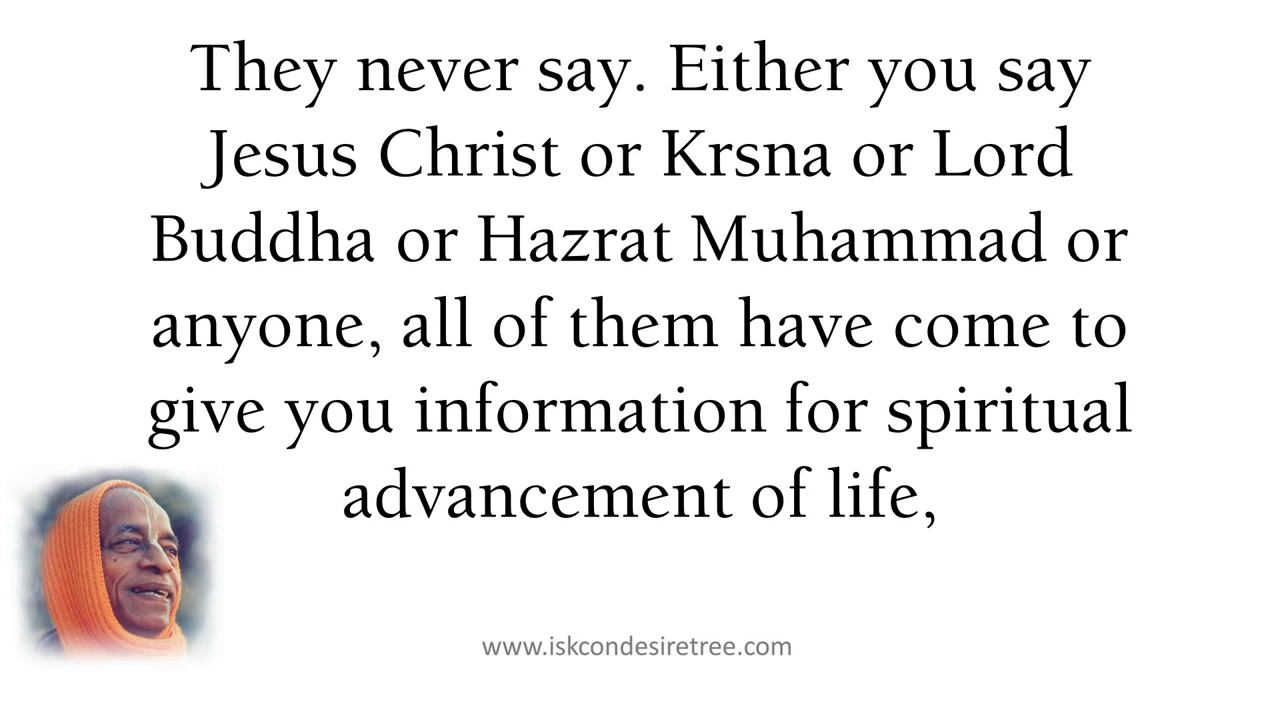 They never say. Either you say
Jesus Christ or Krsna or Lord
Buddha or Hazrat Muhammad or
anyone, all of them have come to
give you information for spiritual
advancement of life,
www.iskcondesiretree.com